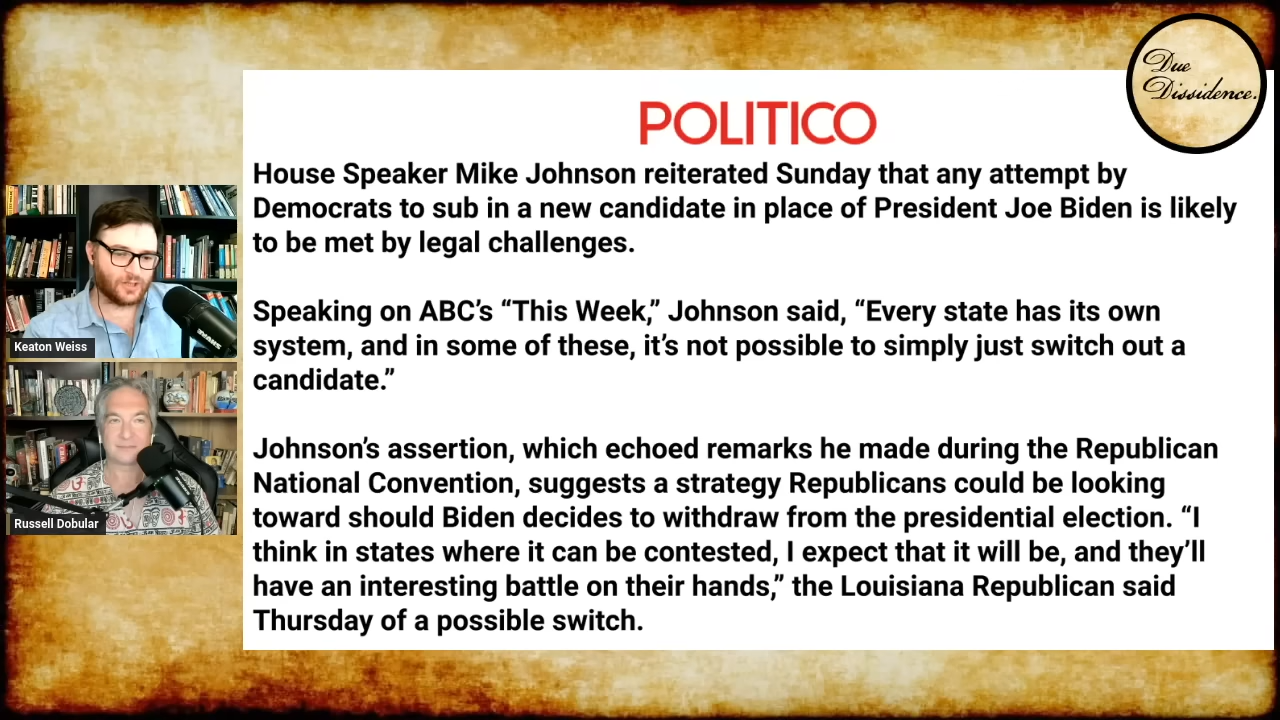 Due
Dissidence.
POLITICO
House Speaker Mike Johnson reiterated Sunday that any attempt by
Democrats to sub in a new candidate in place of President Joe Biden is likely
to be met by legal challenges.
Speaking on ABC’s “This Week,” Johnson said, “Every state has its own
system, and in some of these, it’s not possible to simply just switch out a
candidate.”
Johnson’s assertion, which echoed remarks he made during the Republican
National Convention, suggests a strategy Republicans could be looking
toward should Biden decides to withdraw from the presidential election. “I
think in states where it can be contested, I expect that it will be, and they’ll
have an interesting battle on their hands,” the Louisiana Republican said
Thursday of a possible switch.
Keaton Weiss
Russell Dobular